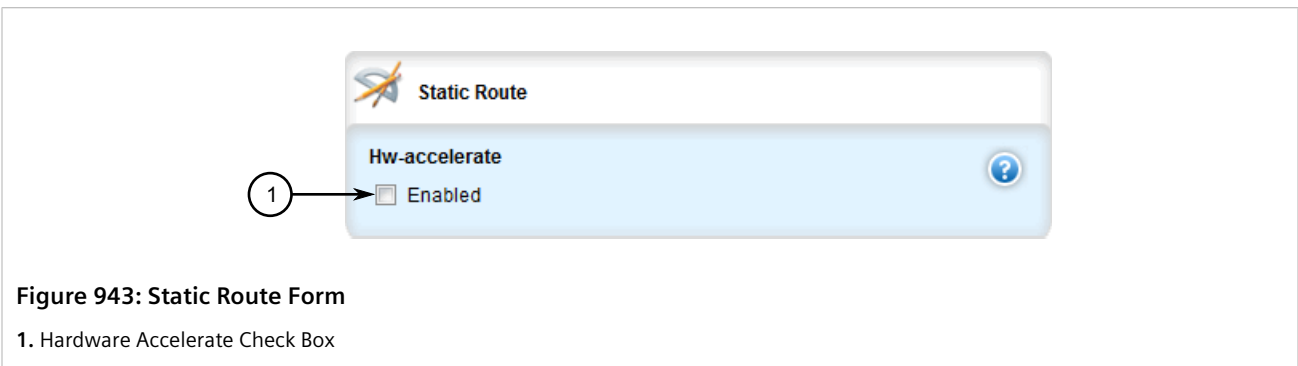 Static Route
Hw-accelerate
?
1
Enabled
Figure 943: Static Route Form
1. Hardware Accelerate Check Box